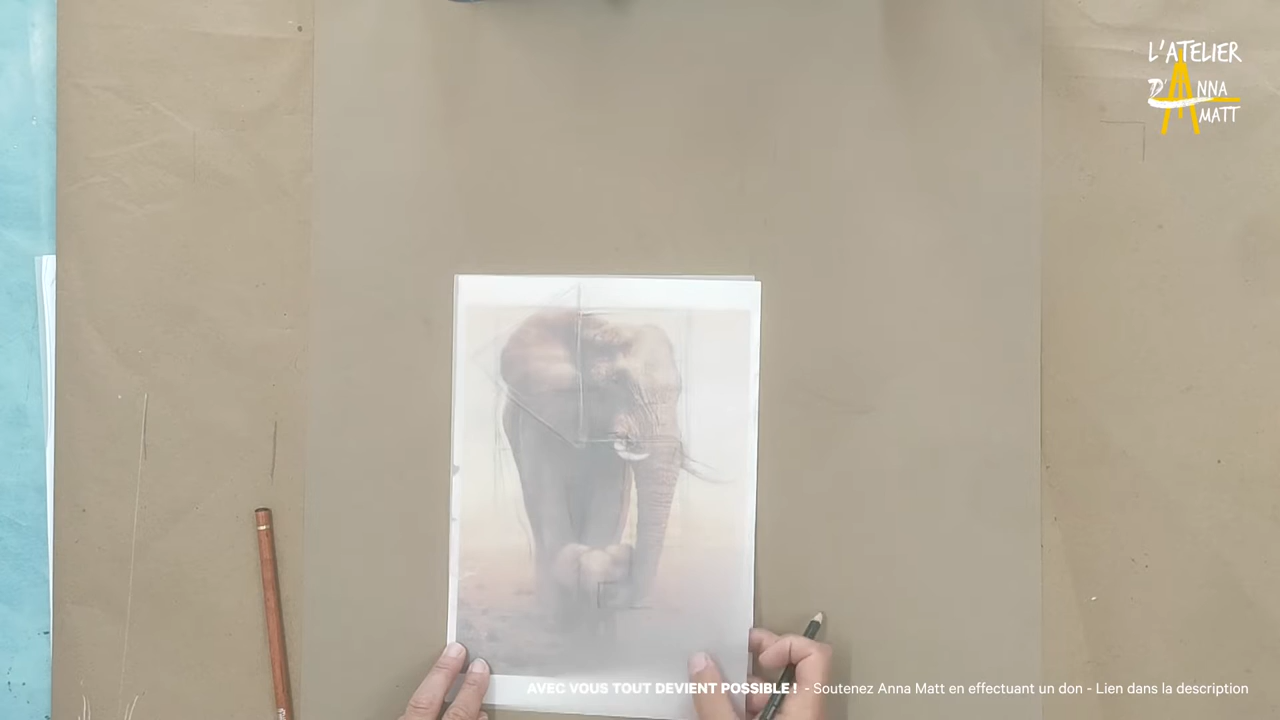 L'ATELIER
D'ANNA
MATT
AVEC VOUS TOUT DEVIENT POSSIBLE ! - Soutenez Anna Matt en effectuant un don - Lien dans la description